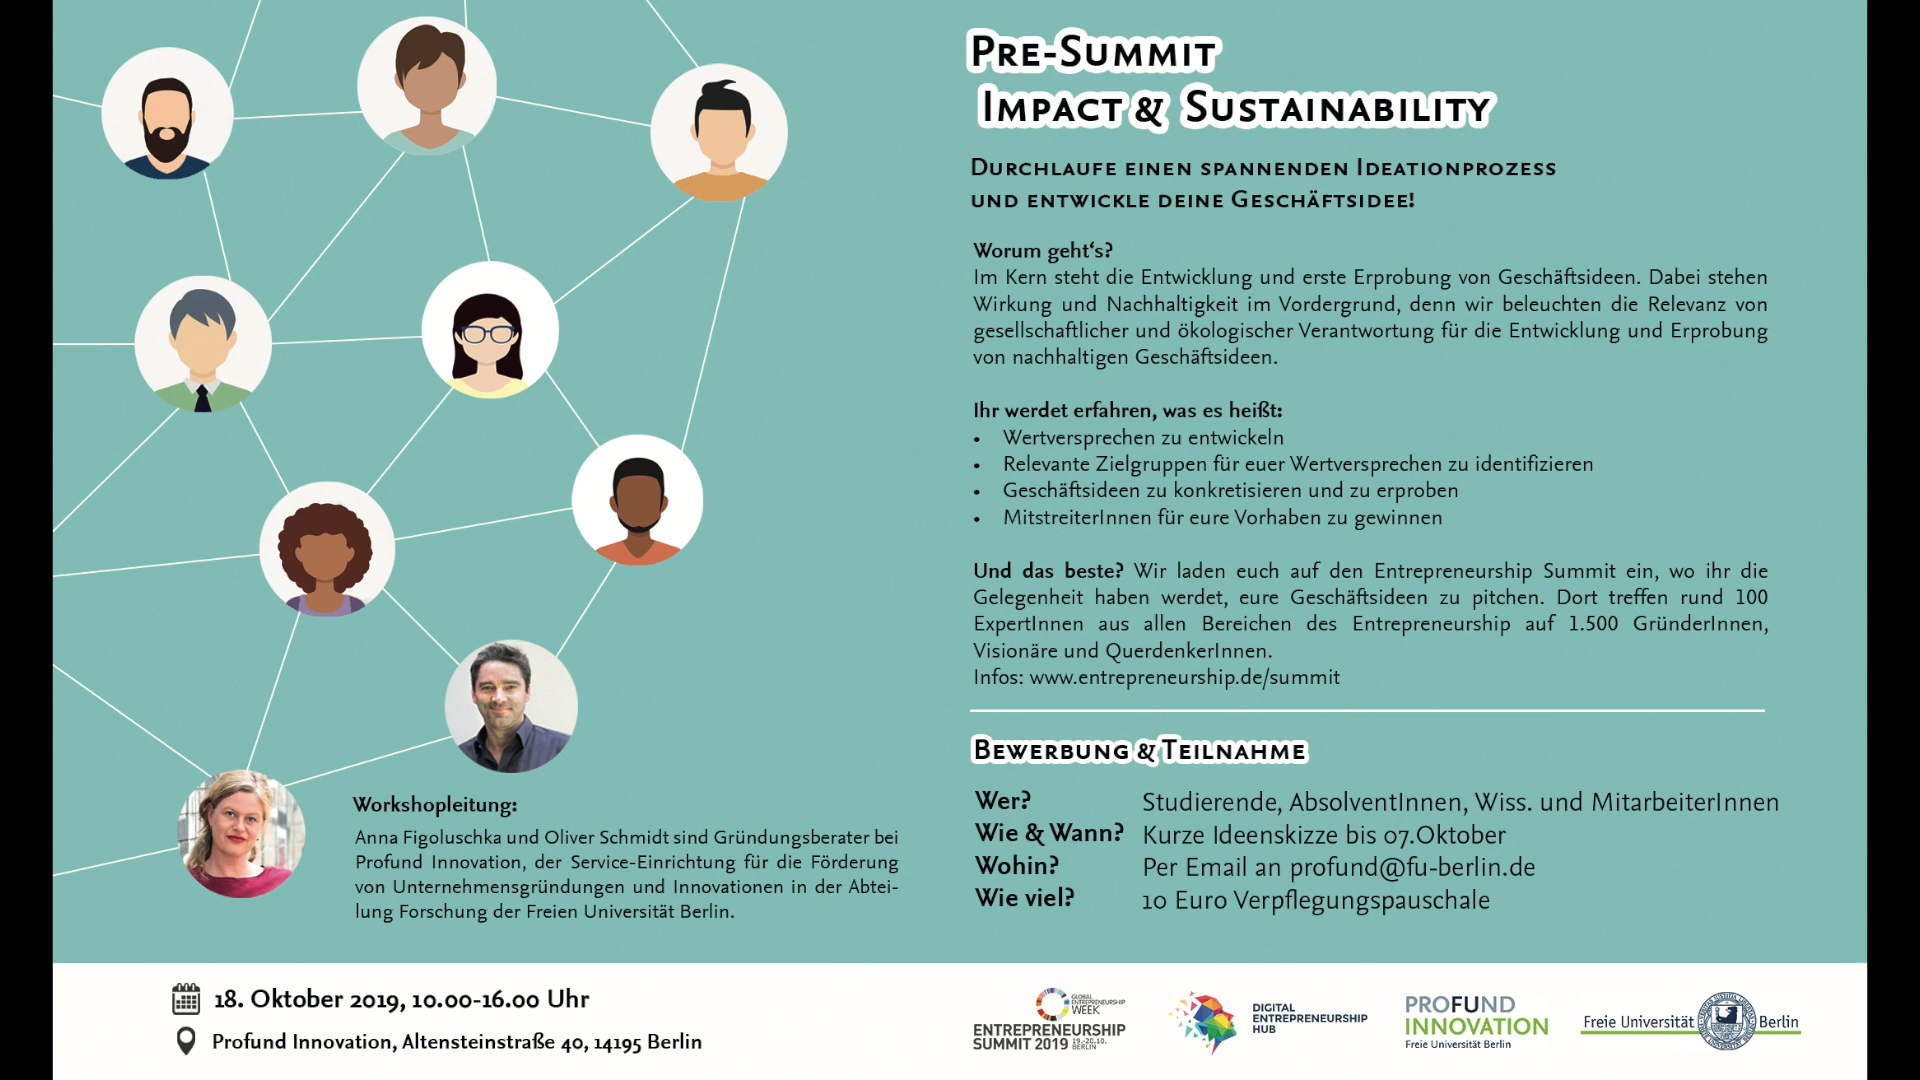 Pre-Summit
Impact & Sustainability
Durchlaufe einen spannenden Ideationprozess
und entwickle deine Geschäftsidee!
Worum geht‘s?
Im Kern steht die Entwicklung und erste Erprobung von Geschäftsideen. Dabei stehen
Wirkung und Nachhaltigkeit im Vordergrund, denn wir beleuchten die Relevanz von
gesellschaftlicher und ökologischer Verantwortung für die Entwicklung und Erprobung
von nachhaltigen Geschäftsideen.
Ihr werdet erfahren, was es heißt:
• Wertversprechen zu entwickeln
• Relevante Zielgruppen für euer Wertversprechen zu identifizieren
• Geschäftsideen zu konkretisieren und zu erproben
• MitstreiterInnen für eure Vorhaben zu gewinnen
Und das beste? Wir laden euch auf den Entrepreneurship Summit ein, wo ihr die
Gelegenheit haben werdet, eure Geschäftsideen zu pitchen. Dort treffen rund 100
ExpertInnen aus allen Bereichen des Entrepreneurship auf 1.500 GründerInnen,
Visionäre und QuerdenkerInnen.
Infos: www.entrepreneurship.de/summit
Bewerbung & Teilnahme
Wer? Studierende, AbsolventInnen, Wiss. und MitarbeiterInnen
Wie & Wann? Kurze Ideenskizze bis 07.Oktober
Wohin? Per Email an profund@fu-berlin.de
Wie viel? 10 Euro Verpflegungspauschale
Workshopleitung:
Anna Figoluschka und Oliver Schmidt sind Gründungsberater bei
Profund Innovation, der Service-Einrichtung für die Förderung
von Unternehmensgründungen und Innovationen in der Abtei-
lung Forschung der Freien Universität Berlin.
18. Oktober 2019, 10.00-16.00 Uhr
Profund Innovation, Altensteinstraße 40, 14195 Berlin
GLOBAL
ENTREPRENEURSHIP
WEEK
ENTREPRENEURSHIP
SUMMIT 2019 19.-20.10.
BERLIN
DIGITAL
ENTREPRENEURSHIP
HUB
PROFUND
INNOVATION
Freie Universität Berlin
Freie Universität Berlin